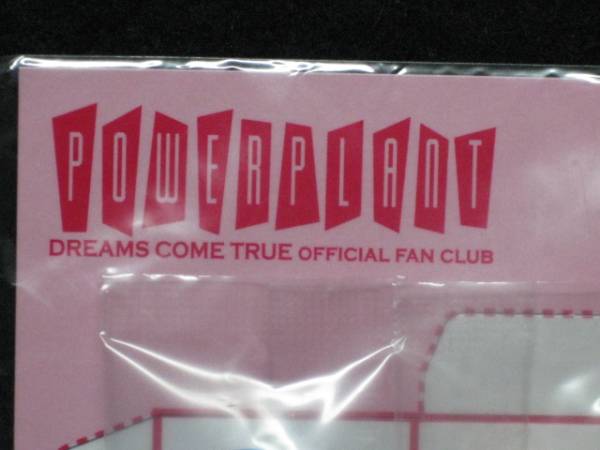 POWERPLANT
DREAMS COME TRUE OFFICIAL FAN CLUB